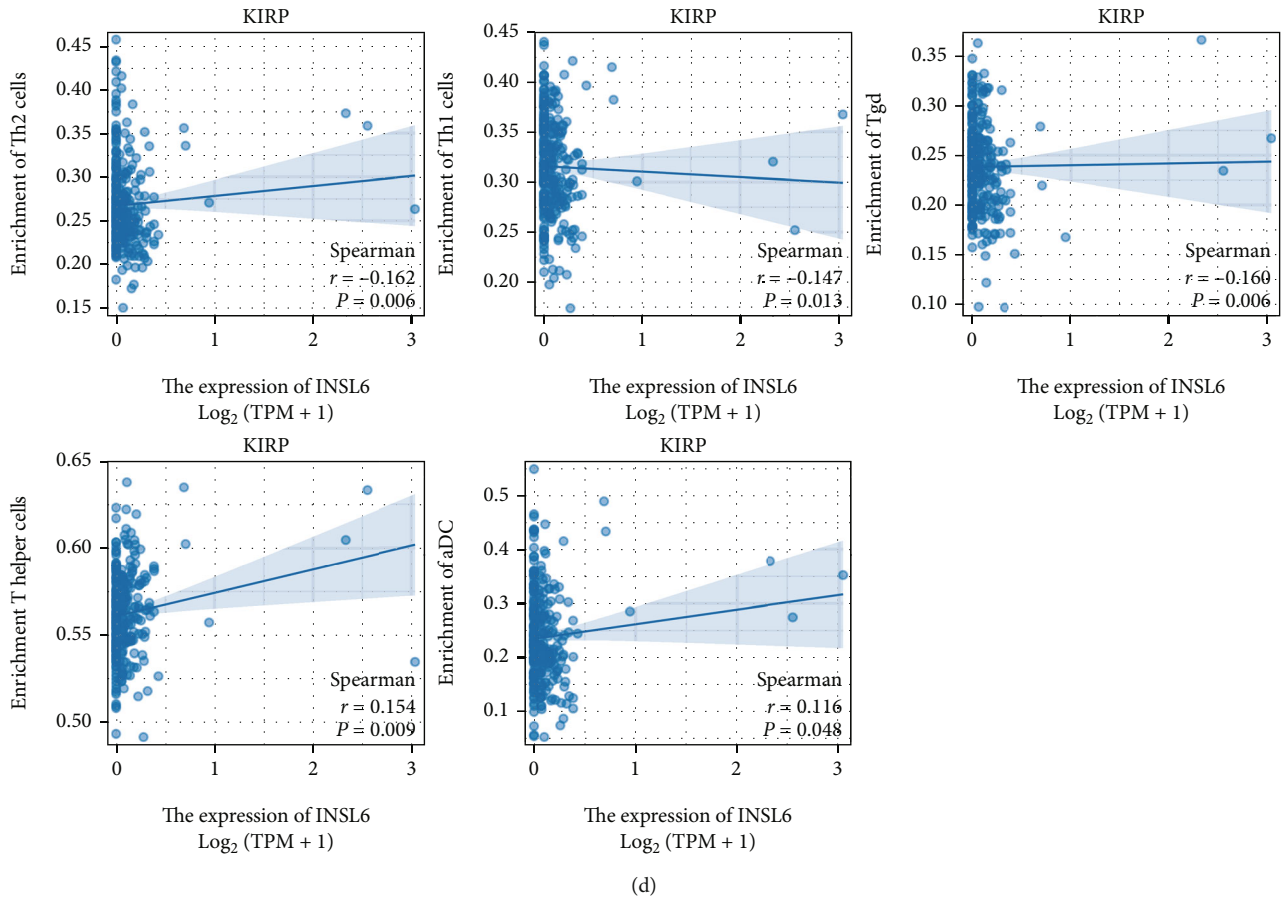 KIRP
Enrichment of Th2 cells
0.45
0.40
0.35
0.30
0.25
0.20
0.15
Spearman
r = −0.162
P = 0.006
0 1 2 3
The expression of INSL6
Log₂ (TPM + 1)
KIRP
Enrichment of Th1 cells
0.45
0.40
0.35
0.30
0.25
0.20
Spearman
r = −0.147
P = 0.013
0 1 2 3
The expression of INSL6
Log₂ (TPM + 1)
KIRP
Enrichment of Tgd
0.35
0.30
0.25
0.20
0.15
0.10
Spearman
r = −0.160
P = 0.006
0 1 2 3
The expression of INSL6
Log₂ (TPM + 1)
KIRP
Enrichment T helper cells
0.65
0.60
0.55
0.50
Spearman
r = 0.154
P = 0.009
0 1 2 3
The expression of INSL6
Log₂ (TPM + 1)
KIRP
Enrichment of aDC
0.5
0.4
0.3
0.2
0.1
Spearman
r = 0.116
P = 0.048
0 1 2 3
The expression of INSL6
Log₂ (TPM + 1)
(d)